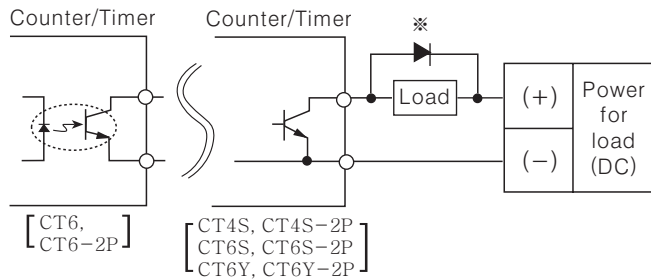 Counter/Timer
Counter/Timer
※
Load
(+)
(−)
Power
for
load
(DC)
CT6,
CT6-2P
CT4S, CT4S-2P
CT6S, CT6S-2P
CT6Y, CT6Y-2P